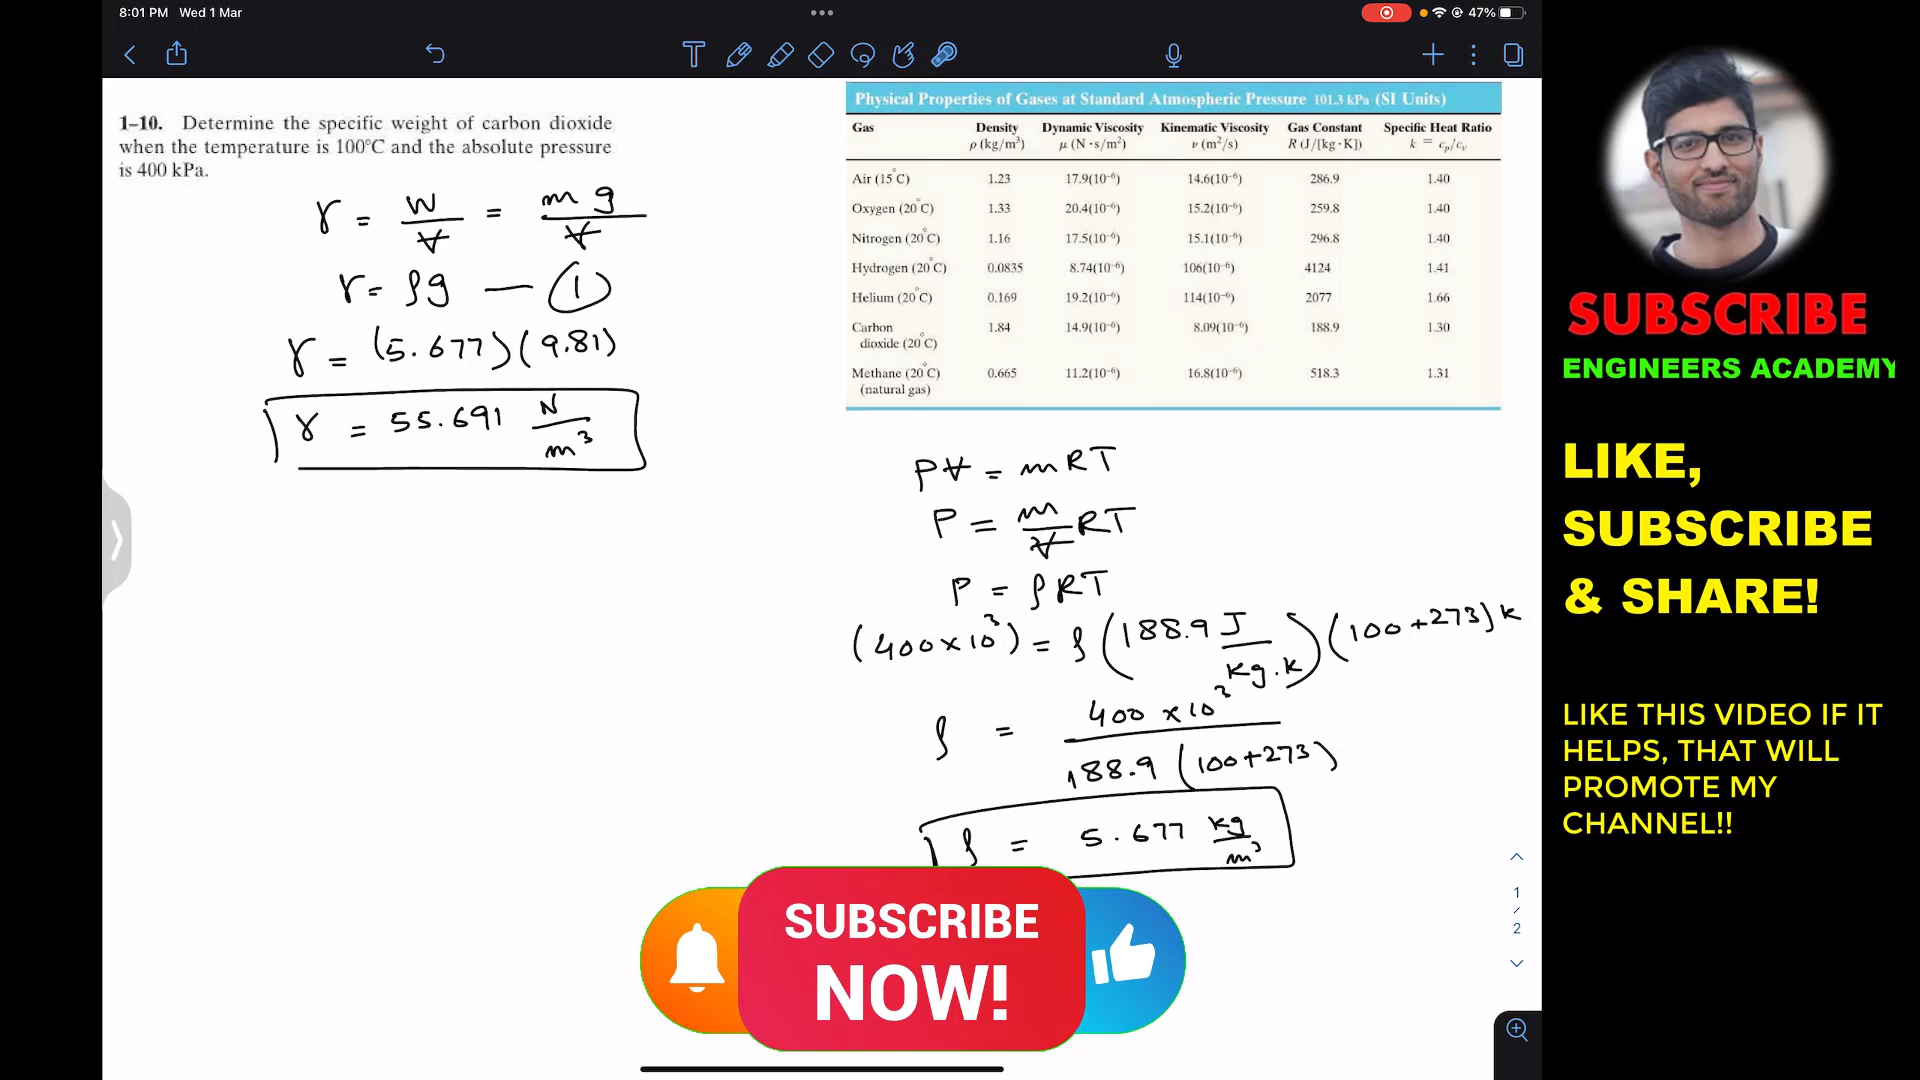 8:01 PM Wed 1 Mar
47%
1–10. Determine the specific weight of carbon dioxide
when the temperature is 100°C and the absolute pressure
is 400 kPa.
γ = W/V = mg/V
γ = ρg — ①
γ = (5.677)(9.81)
γ = 55.691 N/m³
Physical Properties of Gases at Standard Atmospheric Pressure 101.3 kPa (SI Units)
Gas Density ρ (kg/m³) Dynamic Viscosity μ (N · s/m²) Kinematic Viscosity ν (m²/s) Gas Constant R (J/[kg · K]) Specific Heat Ratio k = cp/cv
Air (15°C) 1.23 17.9(10⁻⁶) 14.6(10⁻⁶) 286.9 1.40
Oxygen (20°C) 1.33 20.4(10⁻⁶) 15.2(10⁻⁶) 259.8 1.40
Nitrogen (20°C) 1.16 17.5(10⁻⁶) 15.1(10⁻⁶) 296.8 1.40
Hydrogen (20°C) 0.0835 8.74(10⁻⁶) 106(10⁻⁶) 4124 1.41
Helium (20°C) 0.169 19.2(10⁻⁶) 114(10⁻⁶) 2077 1.66
Carbon dioxide (20°C) 1.84 14.9(10⁻⁶) 8.09(10⁻⁶) 188.9 1.30
Methane (20°C) (natural gas) 0.665 11.2(10⁻⁶) 16.8(10⁻⁶) 518.3 1.31
PV = mRT
P = m/V RT
P = ρRT
(400×10³) = ρ (188.9 J/kg.k) (100+273)k
ρ = 400×10³ / 188.9 (100+273)
ρ = 5.677 kg/m³
1
/
2
SUBSCRIBE
NOW!
SUBSCRIBE
ENGINEERS ACADEMY
LIKE,
SUBSCRIBE
& SHARE!
LIKE THIS VIDEO IF IT
HELPS, THAT WILL
PROMOTE MY
CHANNEL!!